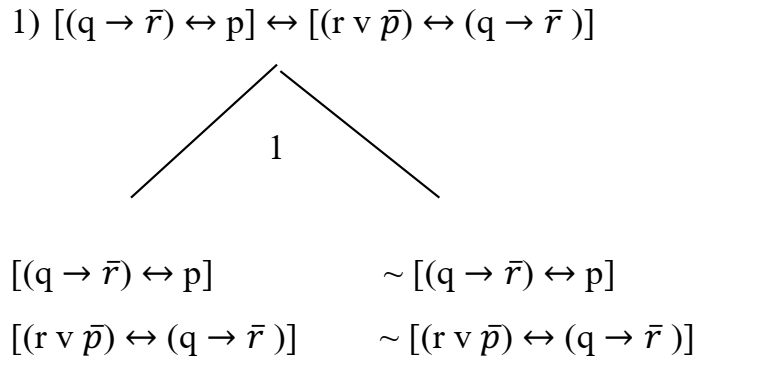 1) [(q → r̄) ↔ p] ↔ [(r v p̄) ↔ (q → r̄ )]
1
[(q → r̄) ↔ p] ~ [(q → r̄) ↔ p]
[(r v p̄) ↔ (q → r̄ )] ~ [(r v p̄) ↔ (q → r̄ )]